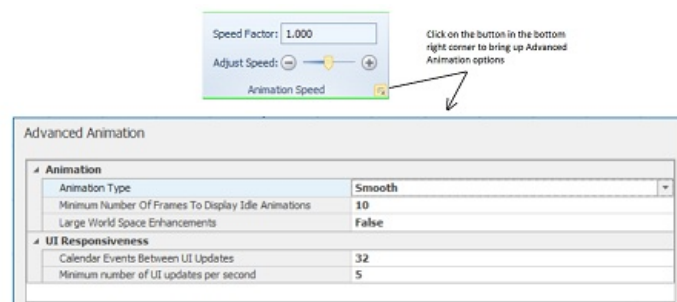 Speed Factor: 1.000
Click on the button in the bottom
right corner to bring up Advanced
Animation options
Adjust Speed:
Animation Speed
Advanced Animation
Animation
Animation Type Smooth
Minimum Number Of Frames To Display Idle Animations 10
Large World Space Enhancements False
UI Responsiveness
Calendar Events Between UI Updates 32
Minimum number of UI updates per second 5